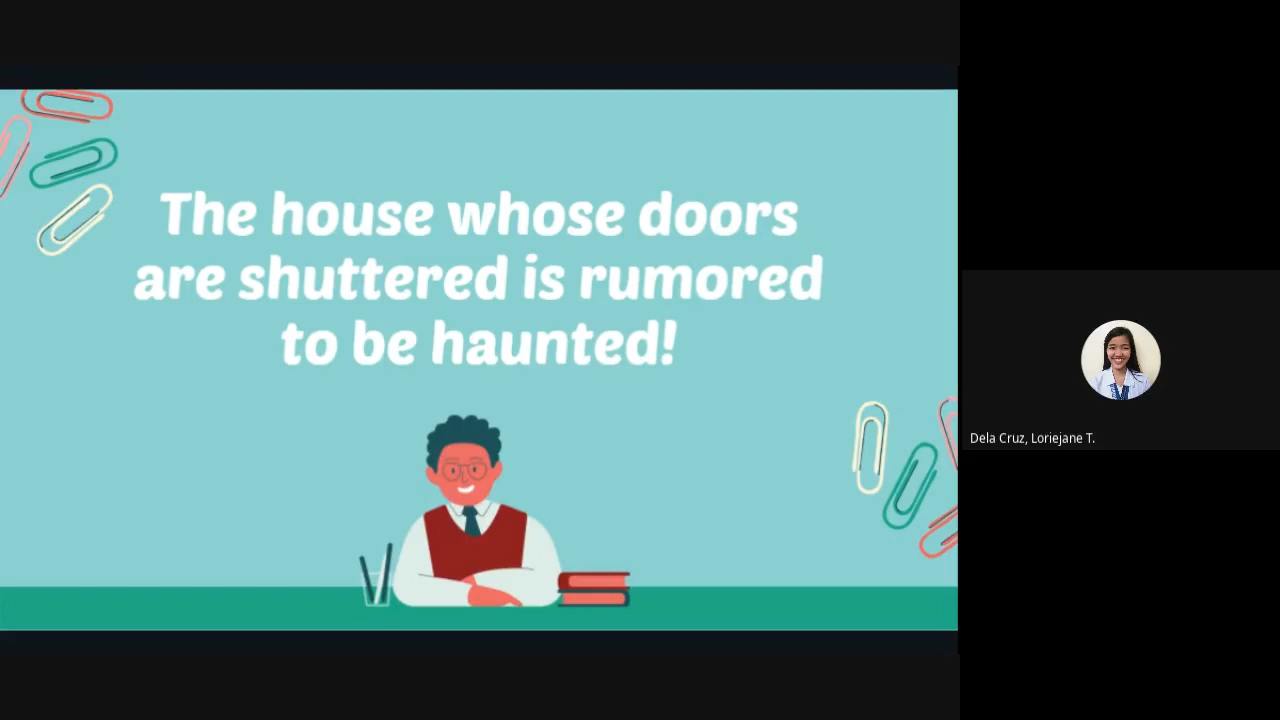 The house whose doors
are shuttered is rumored
to be haunted!
Dela Cruz, Loriejane T.